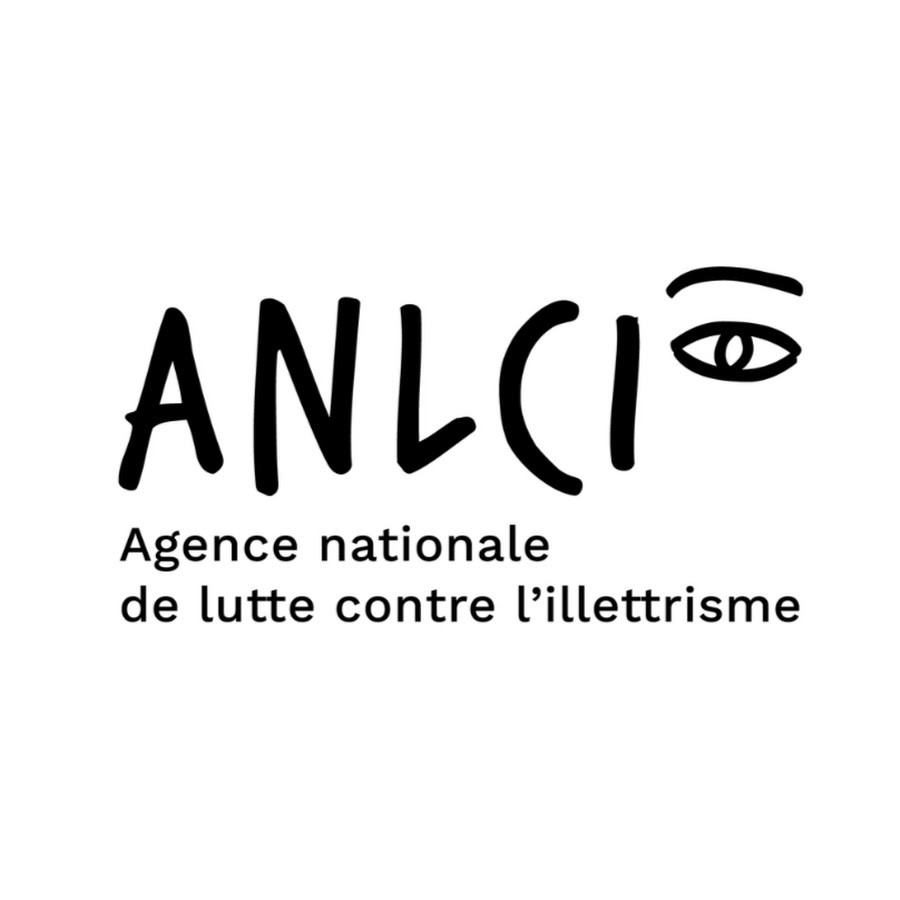 ANLCI
Agence nationale
de lutte contre l’illettrisme